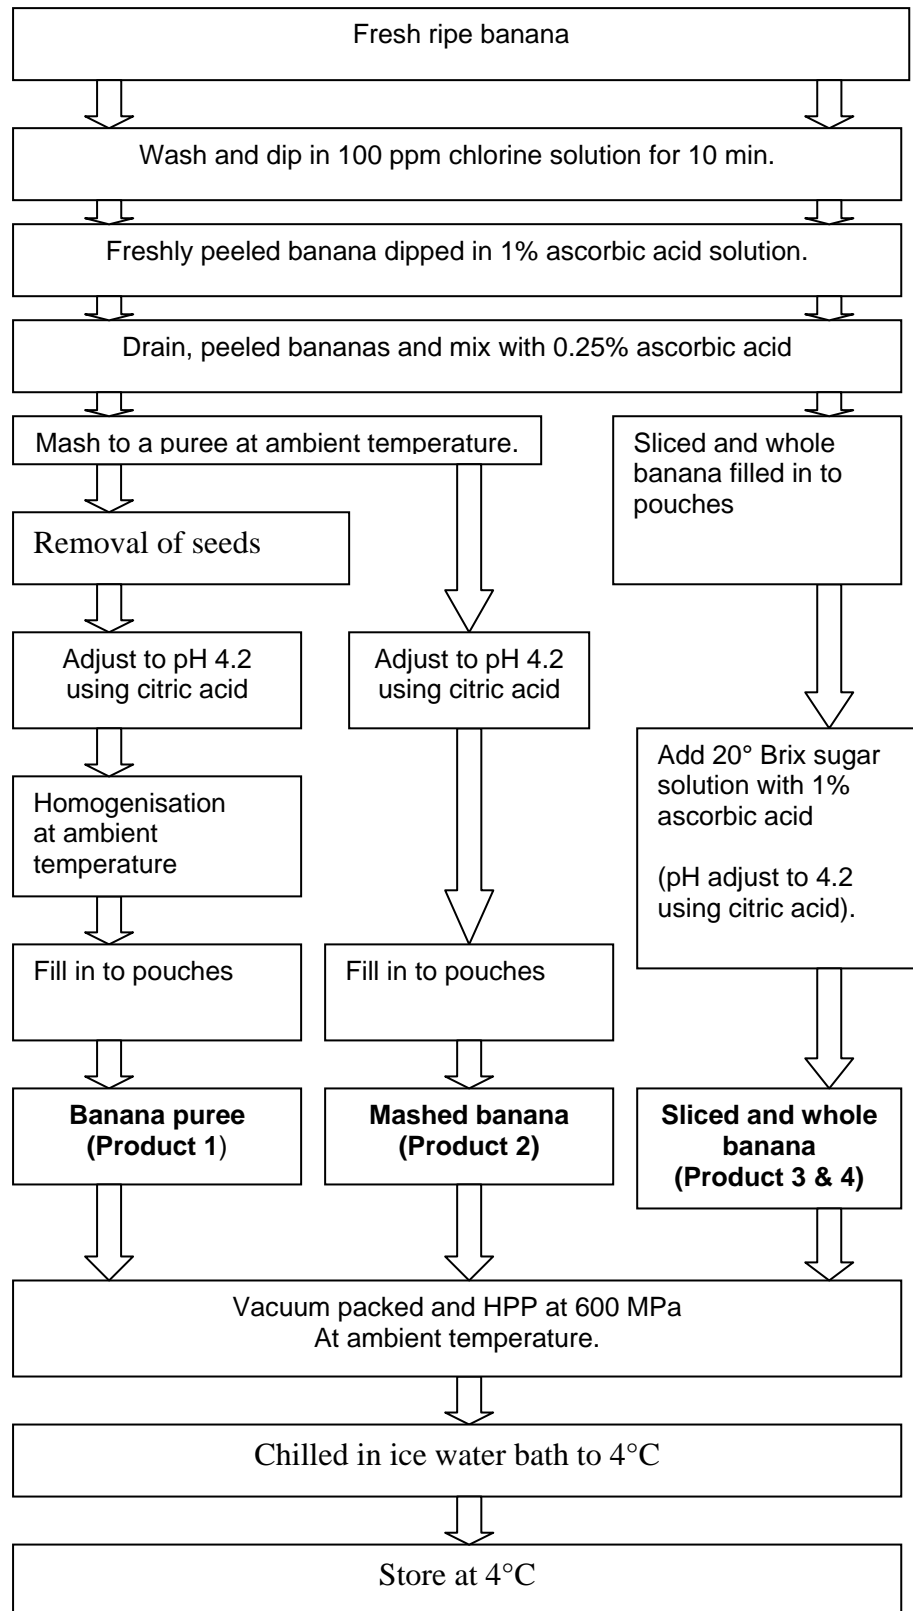 Fresh ripe banana
Wash and dip in 100 ppm chlorine solution for 10 min.
Freshly peeled banana dipped in 1% ascorbic acid solution.
Drain, peeled bananas and mix with 0.25% ascorbic acid
Mash to a puree at ambient temperature.
Sliced and whole
banana filled in to
pouches
Removal of seeds
Adjust to pH 4.2
using citric acid
Adjust to pH 4.2
using citric acid
Add 20° Brix sugar
solution with 1%
ascorbic acid
(pH adjust to 4.2
using citric acid).
Homogenisation
at ambient
temperature
Fill in to pouches
Fill in to pouches
Banana puree
(Product 1)
Mashed banana
(Product 2)
Sliced and whole
banana
(Product 3 & 4)
Vacuum packed and HPP at 600 MPa
At ambient temperature.
Chilled in ice water bath to 4°C
Store at 4°C